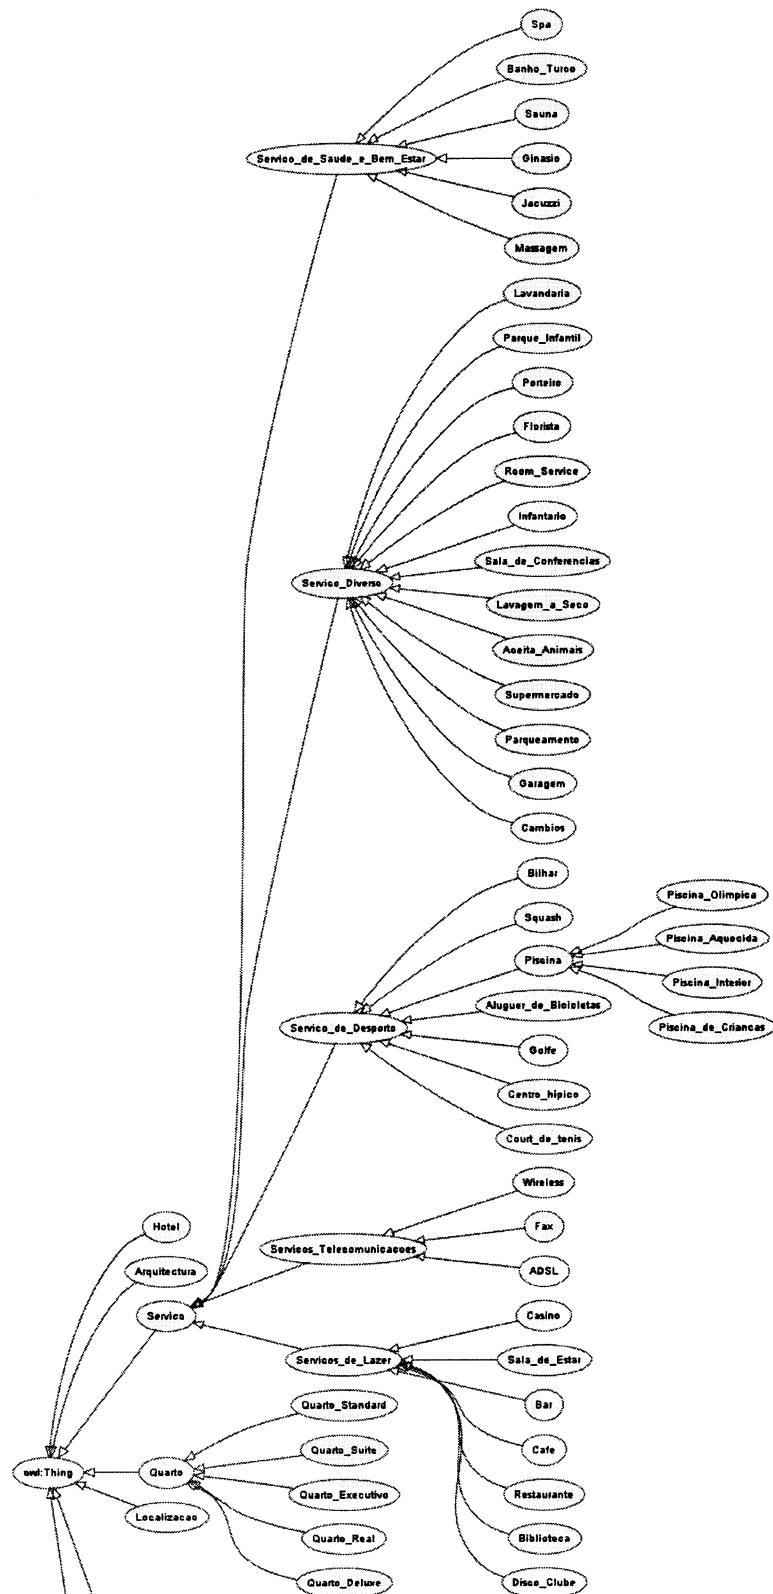 Spa
Banho_Turco
Sauna
Servico_de_Saude_e_Bem_Estar
Ginasio
Jacuzzi
Massagem
Lavandaria
Parque_Infantil
Porteiro
Florista
Room_Service
Infantario
Sala_de_Conferencias
Servico_Diverso
Lavagem_a_Seco
Aceita_Animais
Supermercado
Parqueamento
Garagem
Cambios
Bilhar
Piscina_Olimpica
Squash
Piscina_Aquecida
Piscina
Piscina_Interior
Aluguer_de_Bicicletas
Servico_de_Desporto
Piscina_de_Criancas
Golfe
Centro_hipico
Court_de_tenis
Wireless
Hotel
Fax
Servicos_Telecomunicacoes
Arquitectura
ADSL
Servico
Casino
Servicos_de_Lazer
Sala_de_Estar
Quarto_Standard
Bar
Quarto_Suite
Cafe
owl:Thing
Quarto
Quarto_Executivo
Restaurante
Localizacao
Quarto_Real
Biblioteca
Quarto_Deluxe
Disco_Clube